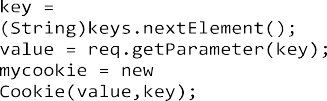 key =
(String)keys.nextElement();
value = req.getParameter(key);
mycookie = new
Cookie(value,key);